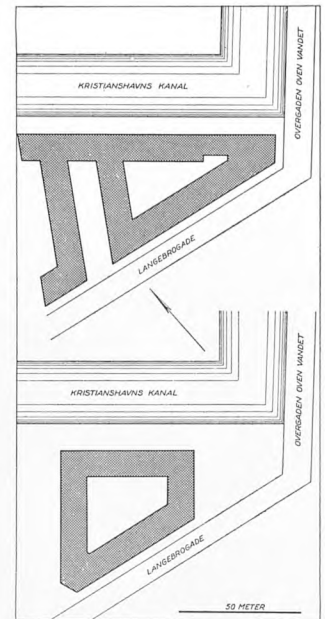 KRISTIANSHAVNS KANAL
OVERGADEN OVEN VANDET
LANGEBROGADE
KRISTIANSHAVNS KANAL
OVERGADEN OVEN VANDET
LANGEBROGADE
50 METER